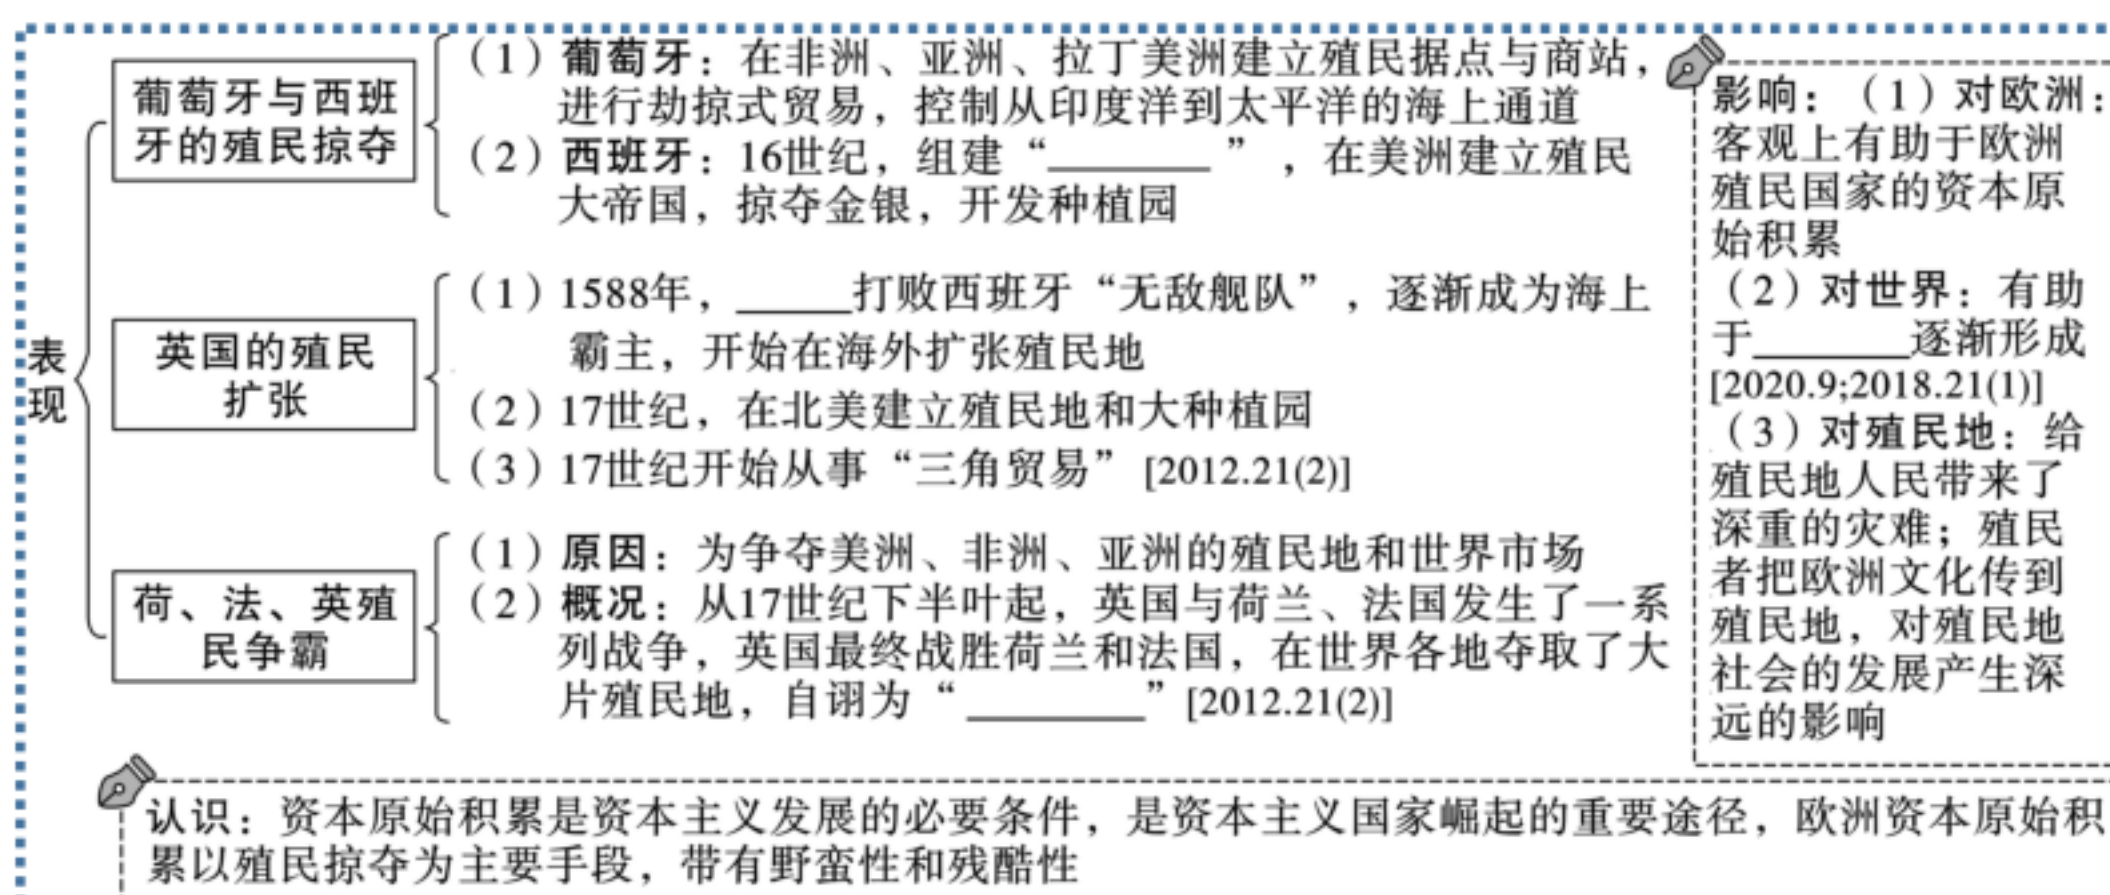 表现
葡萄牙与西班
牙的殖民掠夺
（1）葡萄牙：在非洲、亚洲、拉丁美洲建立殖民据点与商站，
进行劫掠式贸易，控制从印度洋到太平洋的海上通道
（2）西班牙：16世纪，组建“________”，在美洲建立殖民
大帝国，掠夺金银，开发种植园
英国的殖民
扩张
（1）1588年，______打败西班牙“无敌舰队”，逐渐成为海上
霸主，开始在海外扩张殖民地
（2）17世纪，在北美建立殖民地和大种植园
（3）17世纪开始从事“三角贸易”[2012.21(2)]
荷、法、英殖
民争霸
（1）原因：为争夺美洲、非洲、亚洲的殖民地和世界市场
（2）概况：从17世纪下半叶起，英国与荷兰、法国发生了一系
列战争，英国最终战胜荷兰和法国，在世界各地夺取了大
片殖民地，自诩为“_________”[2012.21(2)]
影响：（1）对欧洲：
客观上有助于欧洲
殖民国家的资本原
始积累
（2）对世界：有助
于________逐渐形成
[2020.9;2018.21(1)]
（3）对殖民地：给
殖民地人民带来了
深重的灾难；殖民
者把欧洲文化传到
殖民地，对殖民地
社会的发展产生深
远的影响
认识：资本原始积累是资本主义发展的必要条件，是资本主义国家崛起的重要途径，欧洲资本原始积
累以殖民掠夺为主要手段，带有野蛮性和残酷性